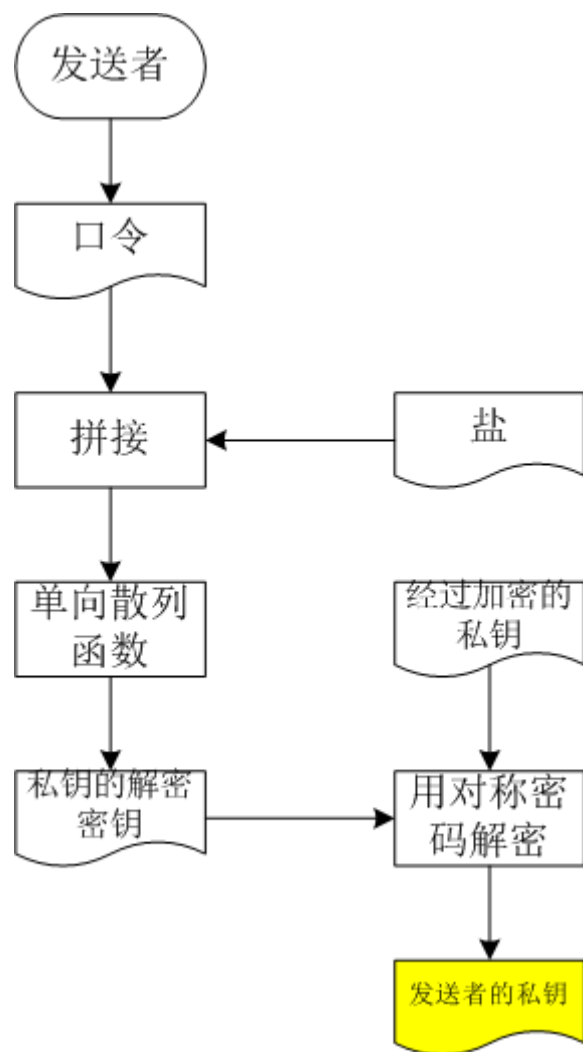 发送者
口令
拼接
盐
单向散列
函数
经过加密的
私钥
私钥的解密
密钥
用对称密
码解密
发送者的私钥